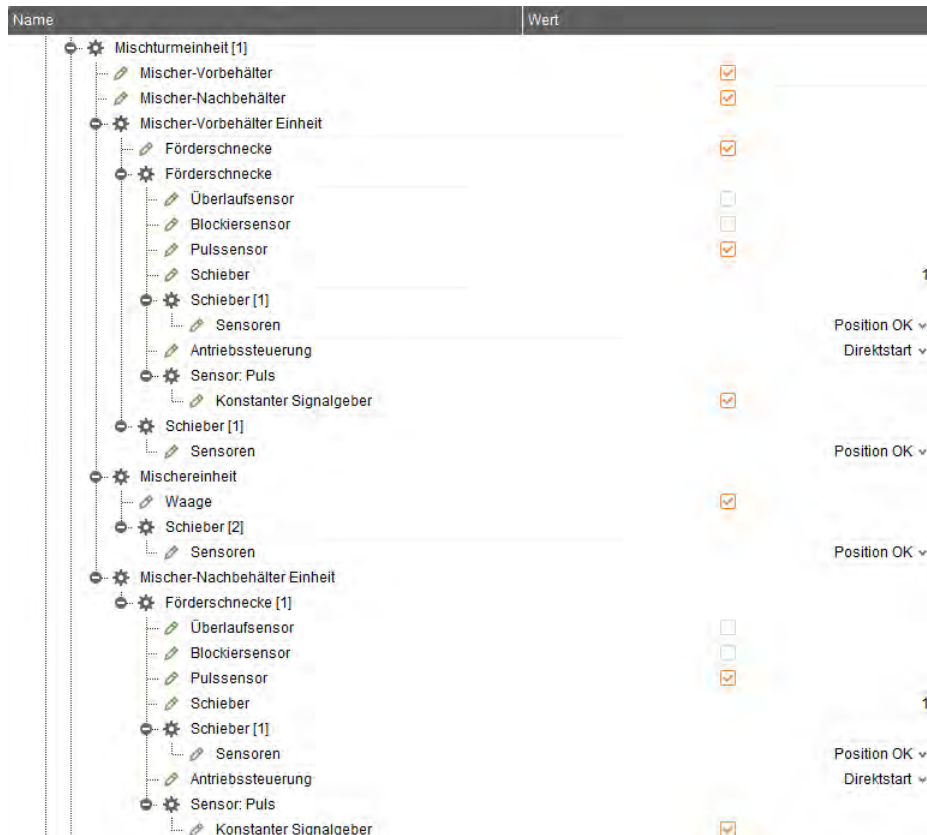 Name Wert
Mischturmeinheit [1]
Mischer-Vorbehälter
Mischer-Nachbehälter
Mischer-Vorbehälter Einheit
Förderschnecke
Förderschnecke
Überlaufsensor
Blockiersensor
Pulssensor
Schieber 1
Schieber [1]
Sensoren Position OK
Antriebssteuerung Direktstart
Sensor: Puls
Konstanter Signalgeber
Schieber [1]
Sensoren Position OK
Mischereinheit
Waage
Schieber [2]
Sensoren Position OK
Mischer-Nachbehälter Einheit
Förderschnecke [1]
Überlaufsensor
Blockiersensor
Pulssensor
Schieber 1
Schieber [1]
Sensoren Position OK
Antriebssteuerung Direktstart
Sensor: Puls
Konstanter Signalgeber